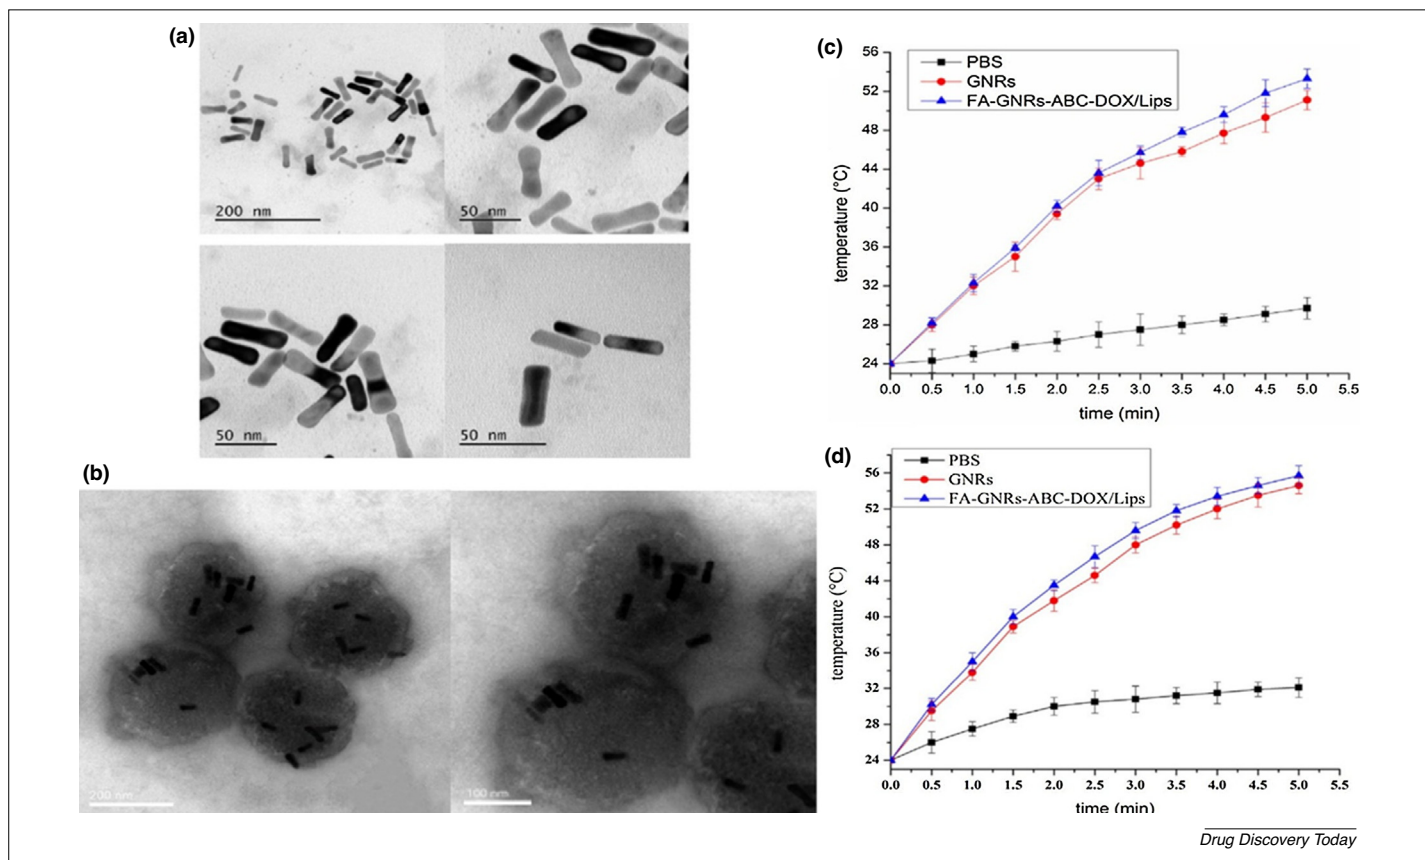 (a)
200 nm
50 nm
50 nm
50 nm
(b)
200 nm
100 nm
(c)
PBS
GNRs
FA-GNRs-ABC-DOX/Lips
temperature (°C)
56
52
48
44
40
36
32
28
24
0.0 0.5 1.0 1.5 2.0 2.5 3.0 3.5 4.0 4.5 5.0 5.5
time (min)
(d)
PBS
GNRs
FA-GNRs-ABC-DOX/Lips
temperature (°C)
56
52
48
44
40
36
32
28
24
0.0 0.5 1.0 1.5 2.0 2.5 3.0 3.5 4.0 4.5 5.0 5.5
time (min)
Drug Discovery Today